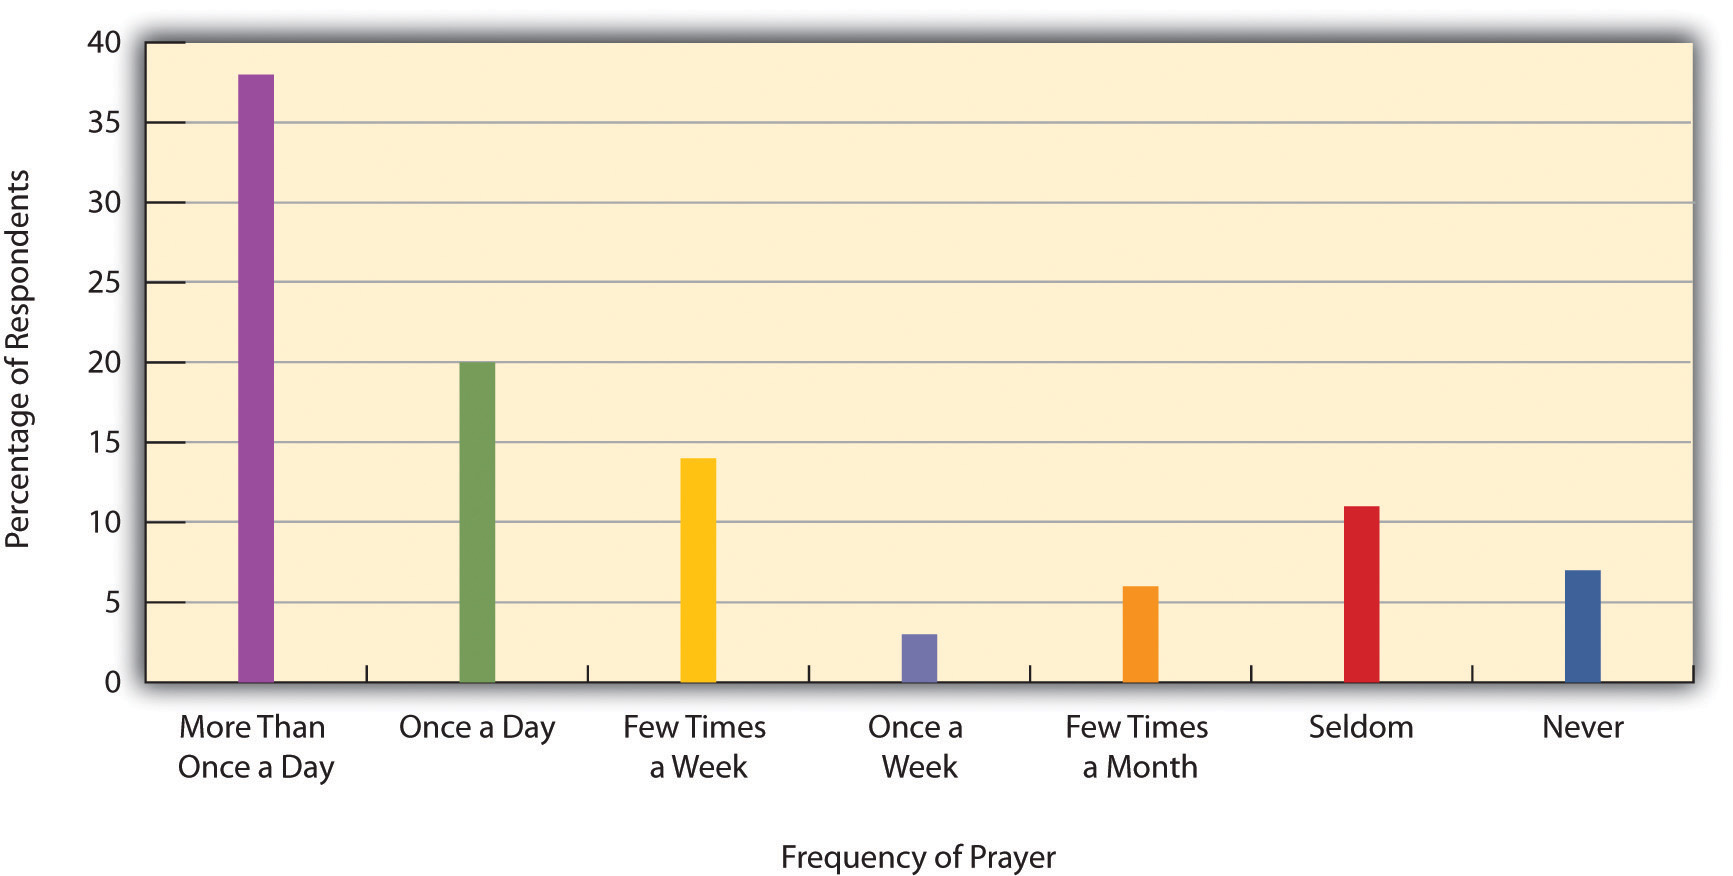 Percentage of Respondents
40
35
30
25
20
15
10
5
0
More Than
Once a Day
Once a Day
Few Times
a Week
Once a
Week
Few Times
a Month
Seldom
Never
Frequency of Prayer